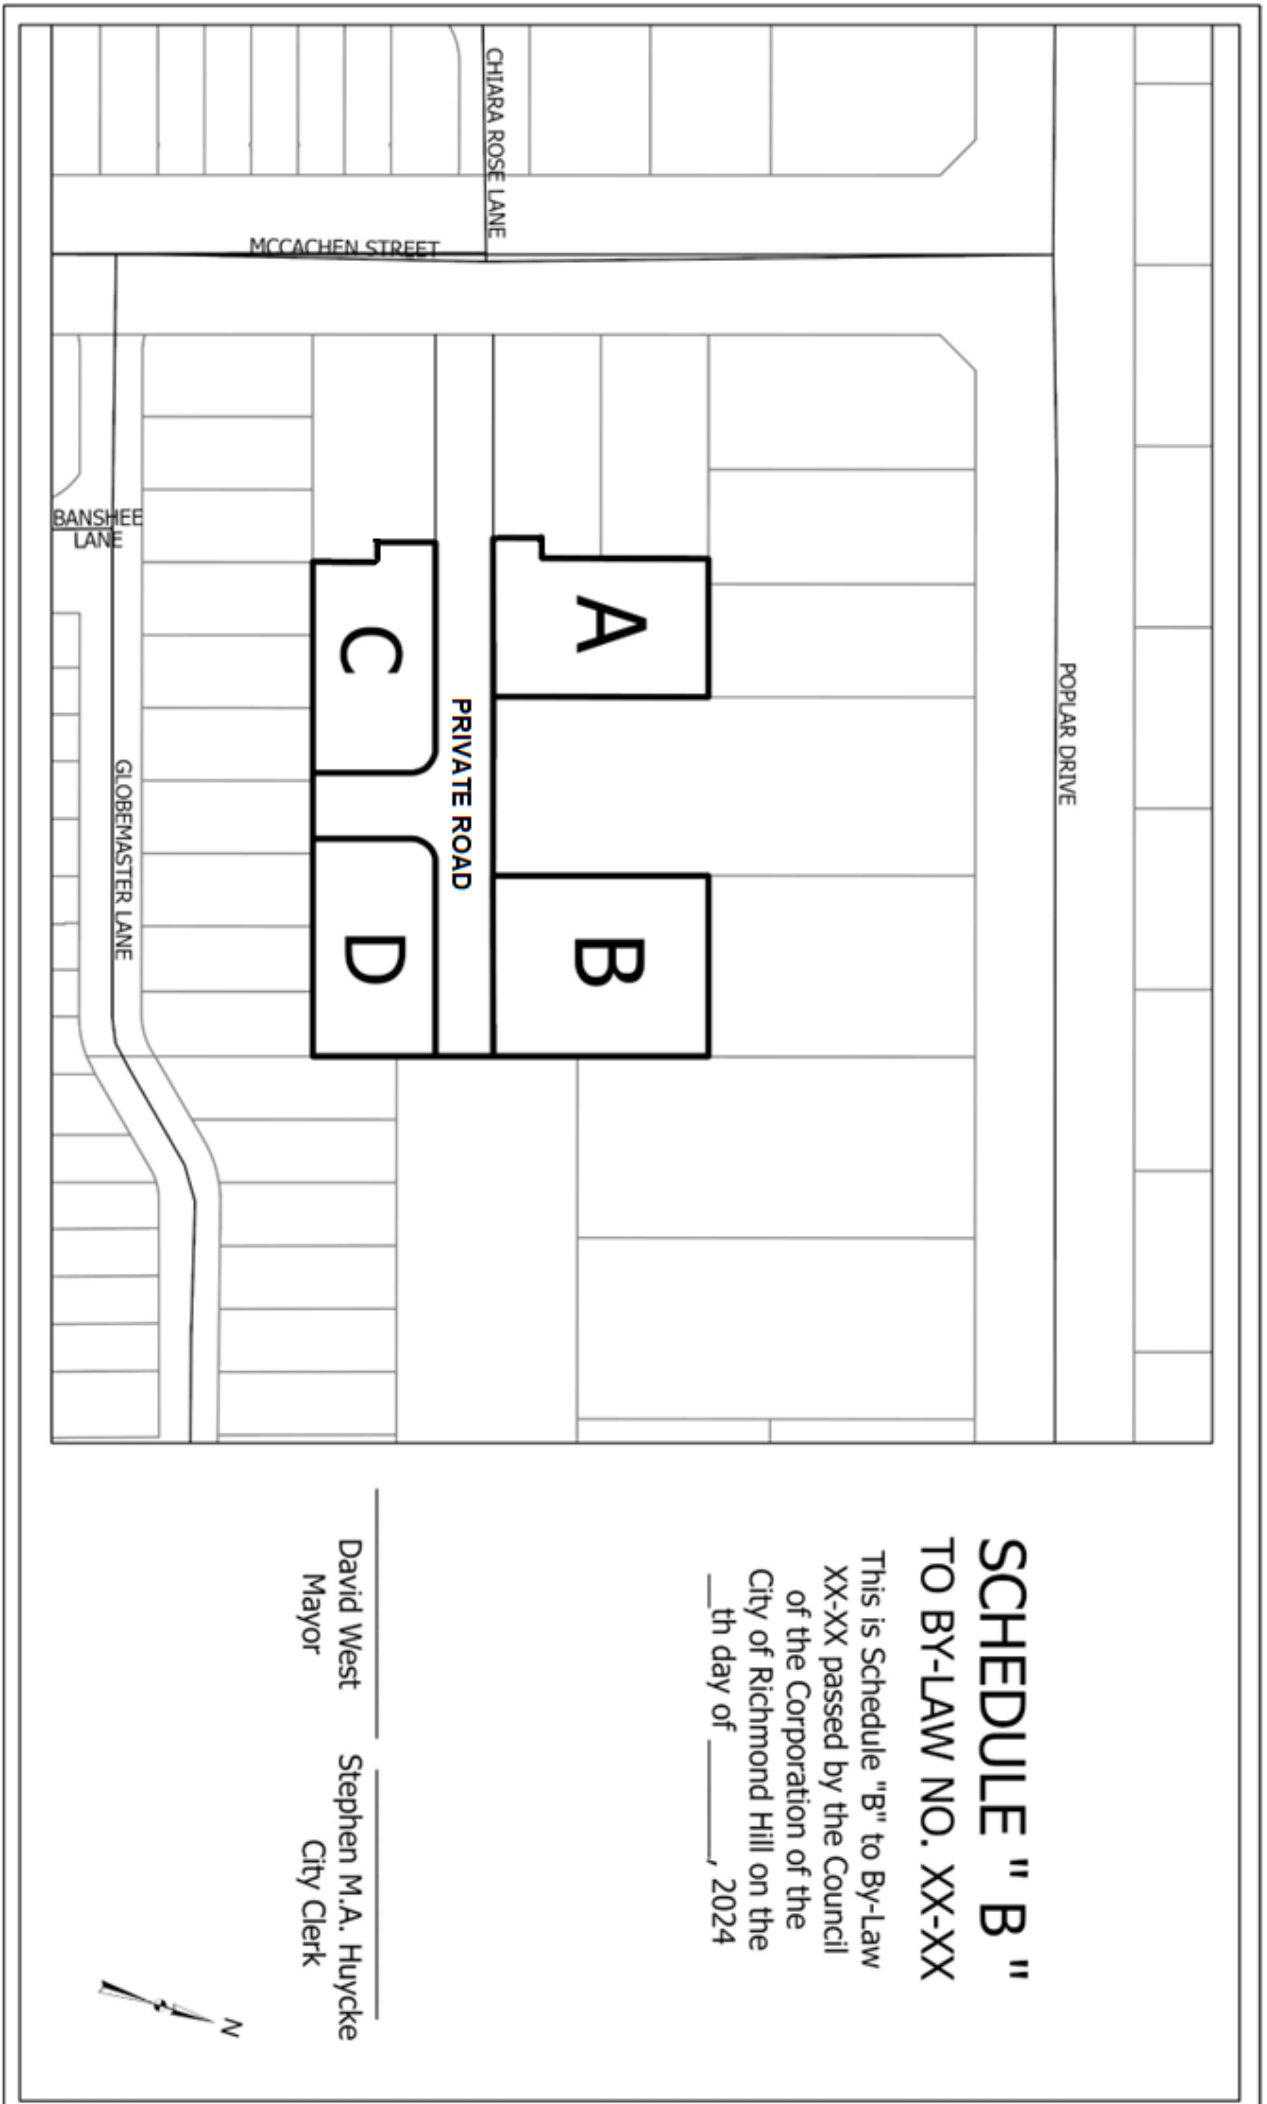 SCHEDULE " B "
TO BY-LAW NO. XX-XX
This is Schedule "B" to By-Law
XX-XX passed by the Council
of the Corporation of the
City of Richmond Hill on the
__th day of ________, 2024
David West
Mayor
Stephen M.A. Huycke
City Clerk
N
POPLAR DRIVE
CHIARA ROSE LANE
MCCACHEN STREET
A
B
PRIVATE ROAD
C
D
BANSHEE
LANE
GLOBEMASTER LANE